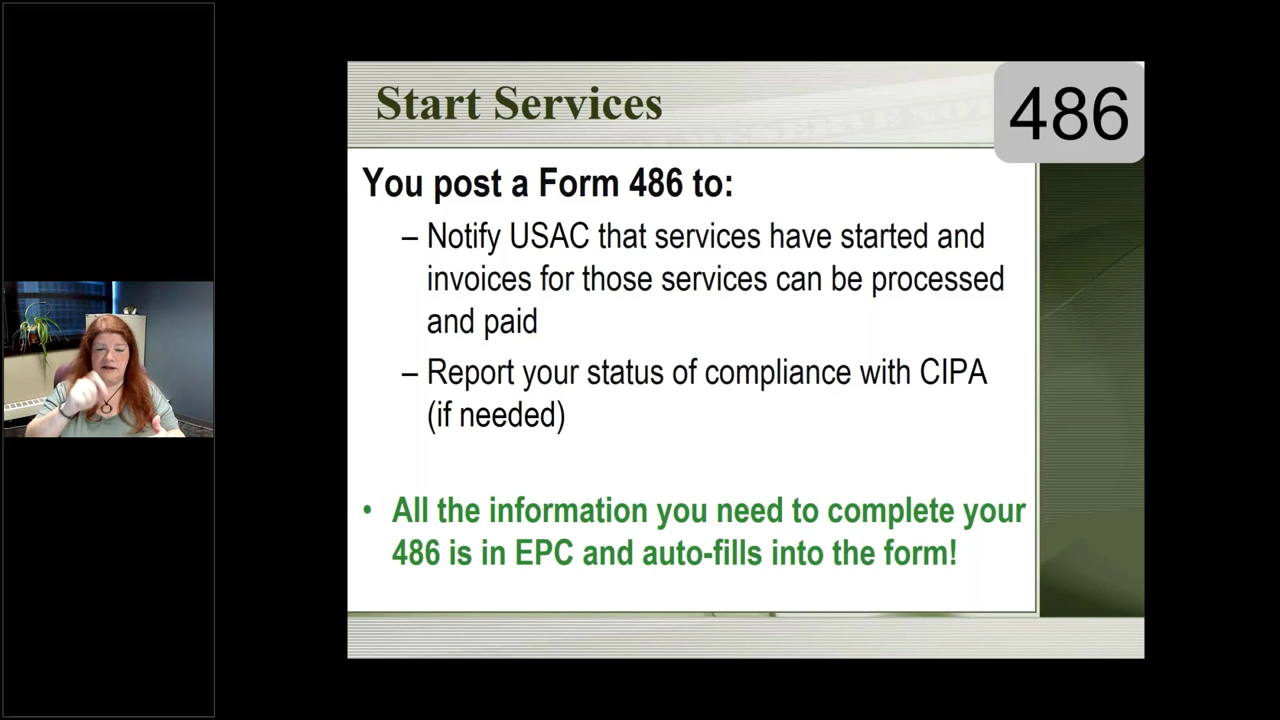 Start Services
486
You post a Form 486 to:
– Notify USAC that services have started and
invoices for those services can be processed
and paid
– Report your status of compliance with CIPA
(if needed)
• All the information you need to complete your
486 is in EPC and auto-fills into the form!